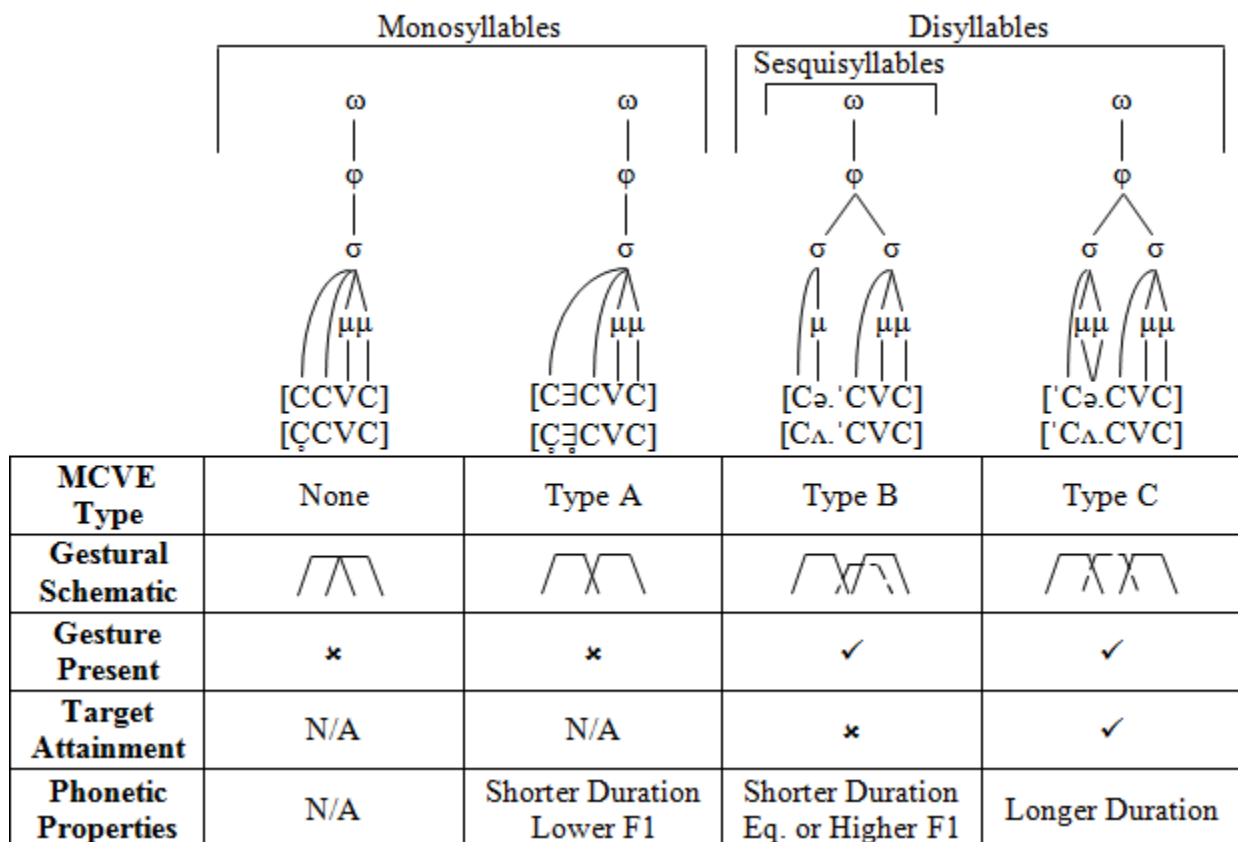 Monosyllables Disyllables
Sesquisyllables
ω ω ω ω
φ φ φ φ
σ σ σ σ σ σ
μμ μμ μ μμ μμ μμ
[CCVC] [CƎCVC] [Cə.ˈCVC] [ˈCə.CVC]
[C̥CVC] [C̥Ǝ̥CVC] [Cʌ.ˈCVC] [ˈCʌ.CVC]
MCVE Type None Type A Type B Type C
Gestural Schematic
Gesture Present × × ✓ ✓
Target Attainment N/A N/A × ✓
Phonetic Properties N/A Shorter Duration Lower F1 Shorter Duration Eq. or Higher F1 Longer Duration